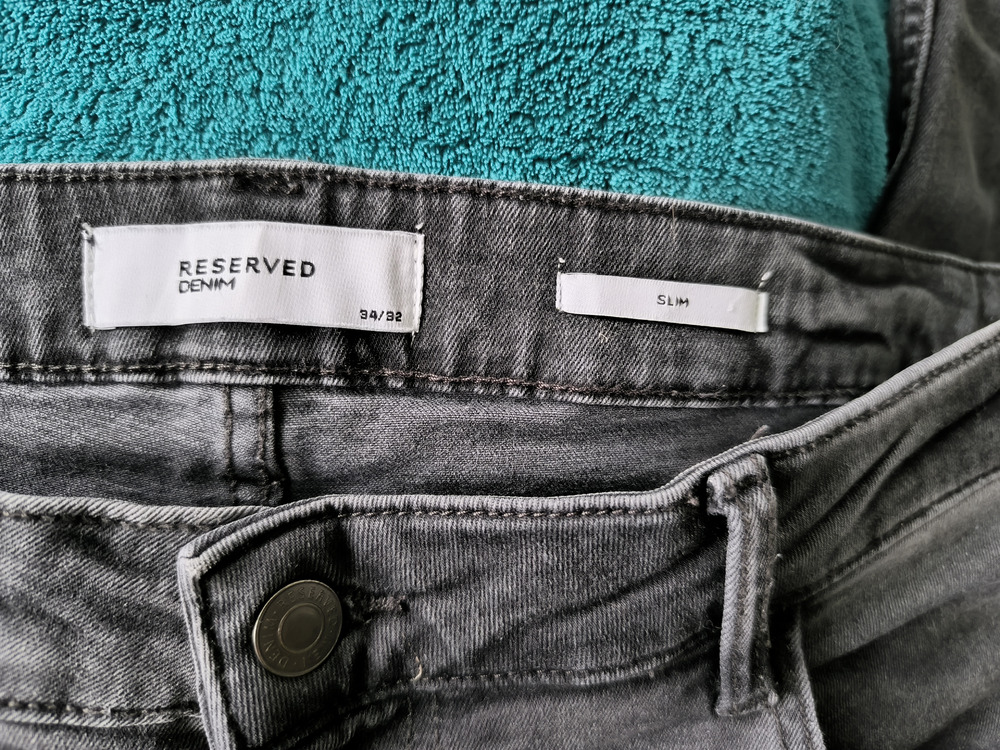 RESERVED
DENIM
34/32
SLIM